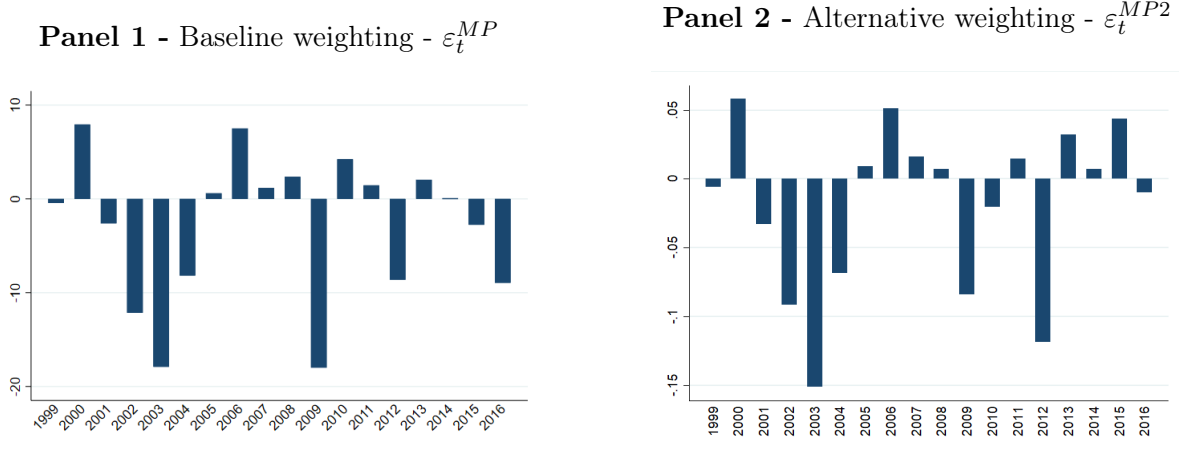 Panel 1 - Baseline weighting - ε_t^{MP}
10
0
-10
-20
1999 2000 2001 2002 2003 2004 2005 2006 2007 2008 2009 2010 2011 2012 2013 2014 2015 2016
Panel 2 - Alternative weighting - ε_t^{MP2}
.05
0
-.05
-.1
-.15
1999 2000 2001 2002 2003 2004 2005 2006 2007 2008 2009 2010 2011 2012 2013 2014 2015 2016